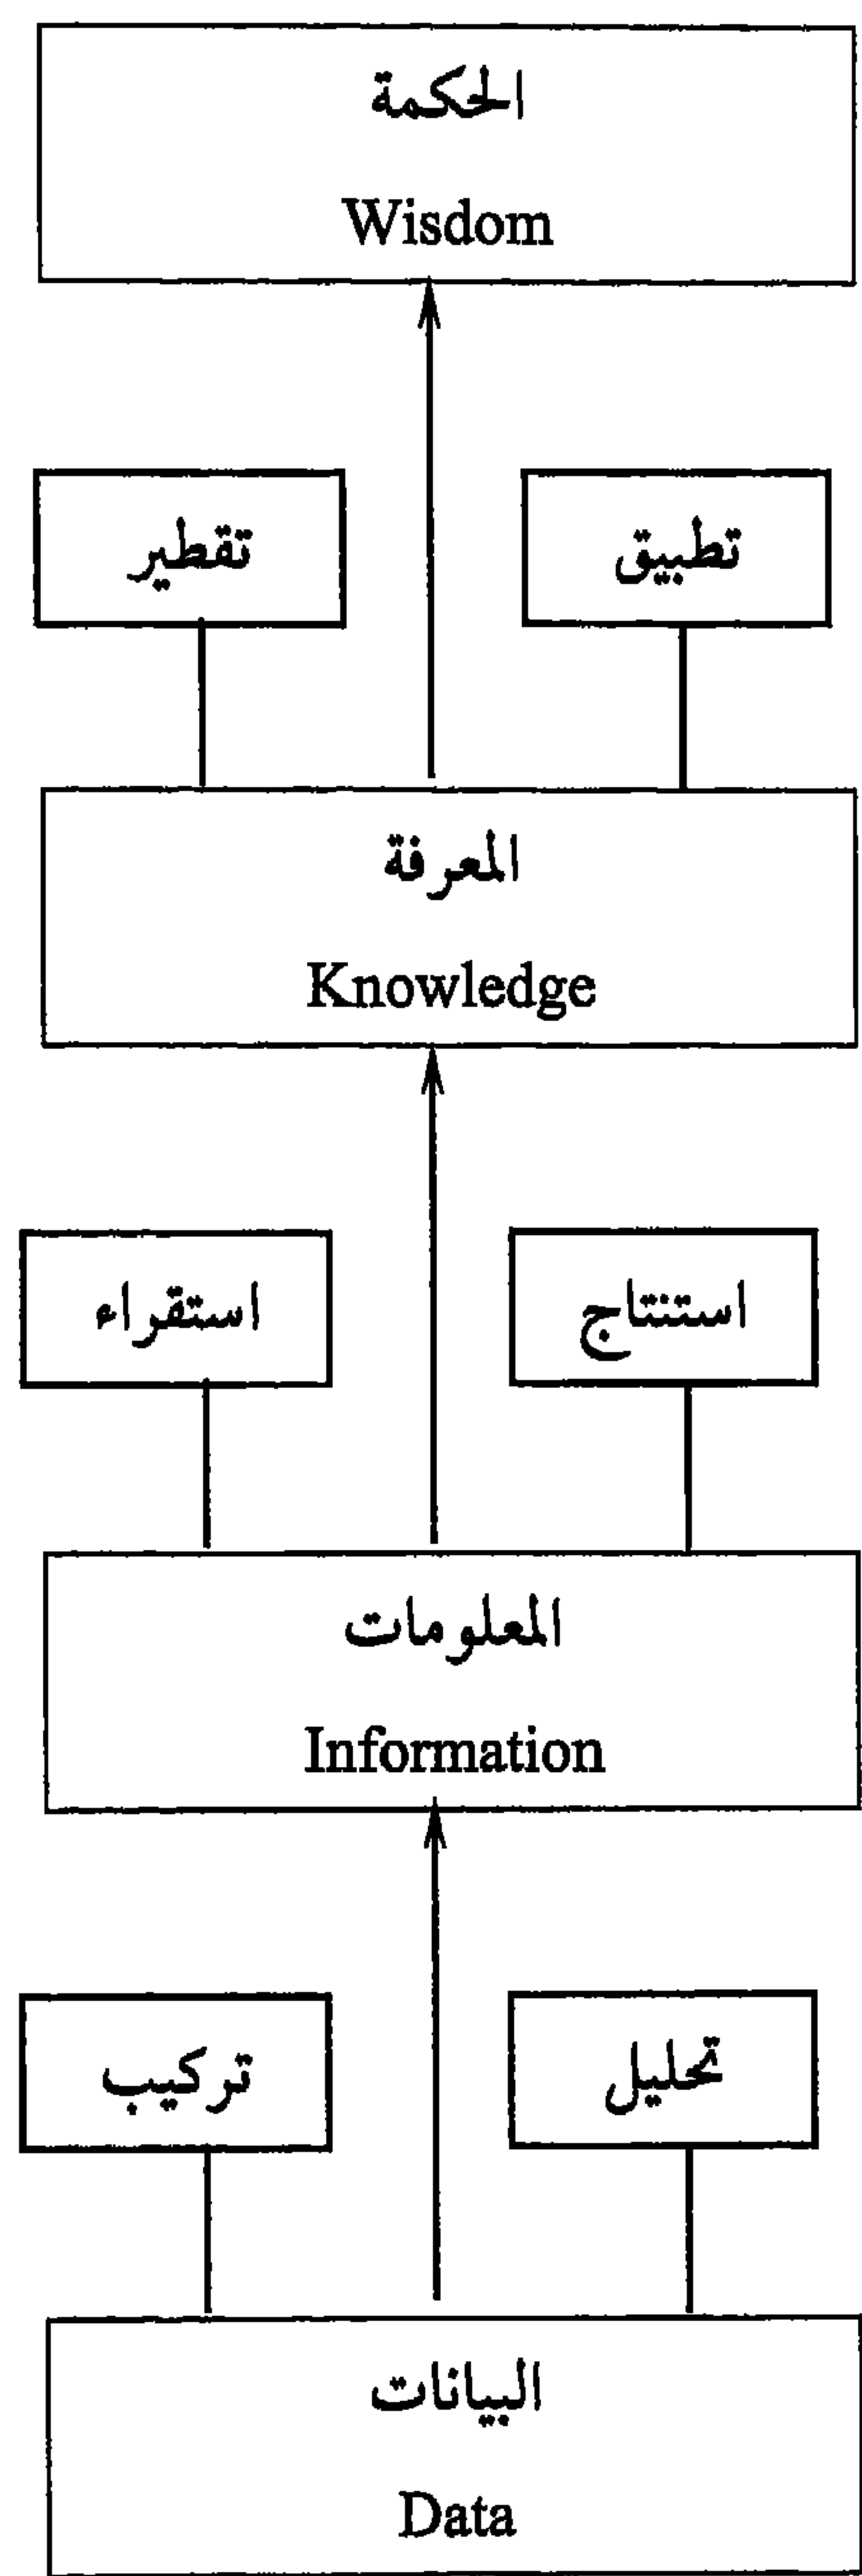 الحكمة
Wisdom
تطبيق
تقطير
المعرفة
Knowledge
استنتاج
استقراء
المعلومات
Information
تحليل
تركيب
البيانات
Data